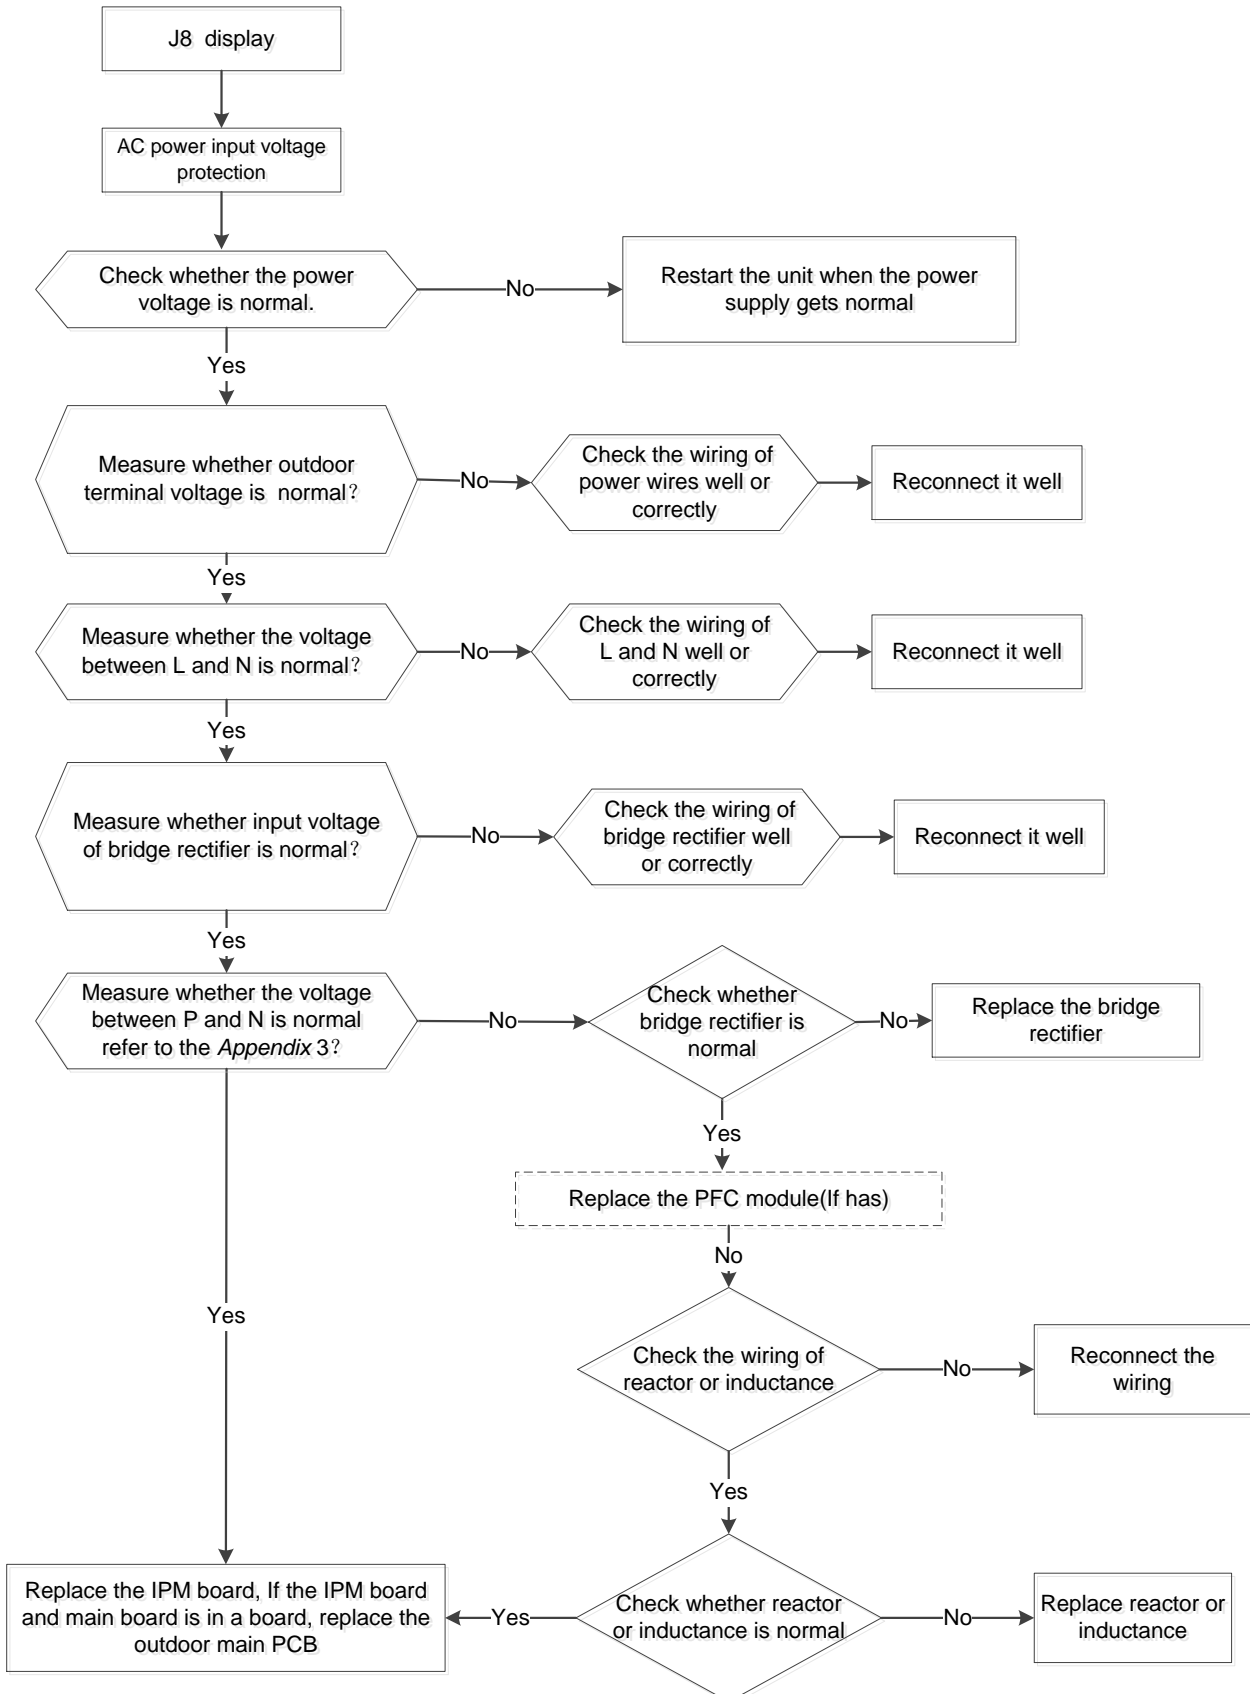 J8  display
AC power input voltage
protection
Check whether the power
voltage is normal.
No
Restart the unit when the power
supply gets normal
Yes
Measure whether outdoor
terminal voltage is  normal？
No
Check the wiring of
power wires well or
correctly
Reconnect it well
Yes
Measure whether the voltage
between L and N is normal？
No
Check the wiring of
L and N well or
correctly
Reconnect it well
Yes
Measure whether input voltage
of bridge rectifier is normal？
No
Check the wiring of
bridge rectifier well
or correctly
Reconnect it well
Yes
Measure whether the voltage
between P and N is normal
refer to the Appendix 3？
No
Check whether
bridge rectifier is
normal
No
Replace the bridge
rectifier
Yes
Replace the PFC module(If has)
No
Yes
Check the wiring of
reactor or inductance
No
Reconnect the
wiring
Yes
Replace the IPM board, If the IPM board
and main board is in a board, replace the
outdoor main PCB
Yes
Check whether reactor
or inductance is normal
No
Replace reactor or
inductance